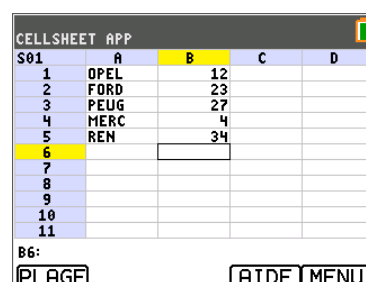 CELLSHEET APP
S01 A B C D
1 OPEL 12
2 FORD 23
3 PEUG 27
4 MERC 4
5 REN 34
6
7
8
9
10
11
B6:
PLAGE AIDE MENU